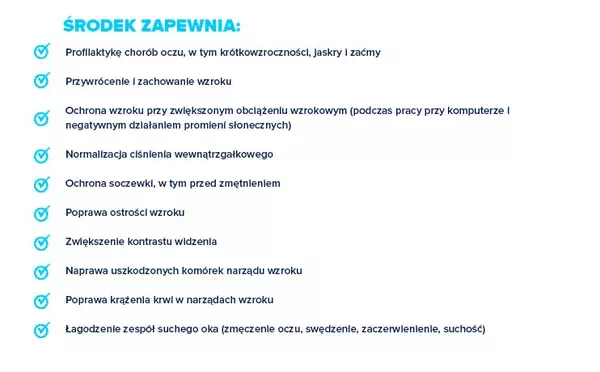 ŚRODEK ZAPEWNIA:
Profilaktykę chorób oczu, w tym krótkowzroczności, jaskry i zaćmy
Przywrócenie i zachowanie wzroku
Ochrona wzroku przy zwiększonym obciążeniu wzrokowym (podczas pracy przy komputerze i
negatywnym działaniem promieni słonecznych)
Normalizacja ciśnienia wewnątrzgałkowego
Ochrona soczewki, w tym przed zmętnieniem
Poprawa ostrości wzroku
Zwiększenie kontrastu widzenia
Naprawa uszkodzonych komórek narządu wzroku
Poprawa krążenia krwi w narządach wzroku
Łagodzenie zespół suchego oka (zmęczenie oczu, swędzenie, zaczerwienienie, suchość)